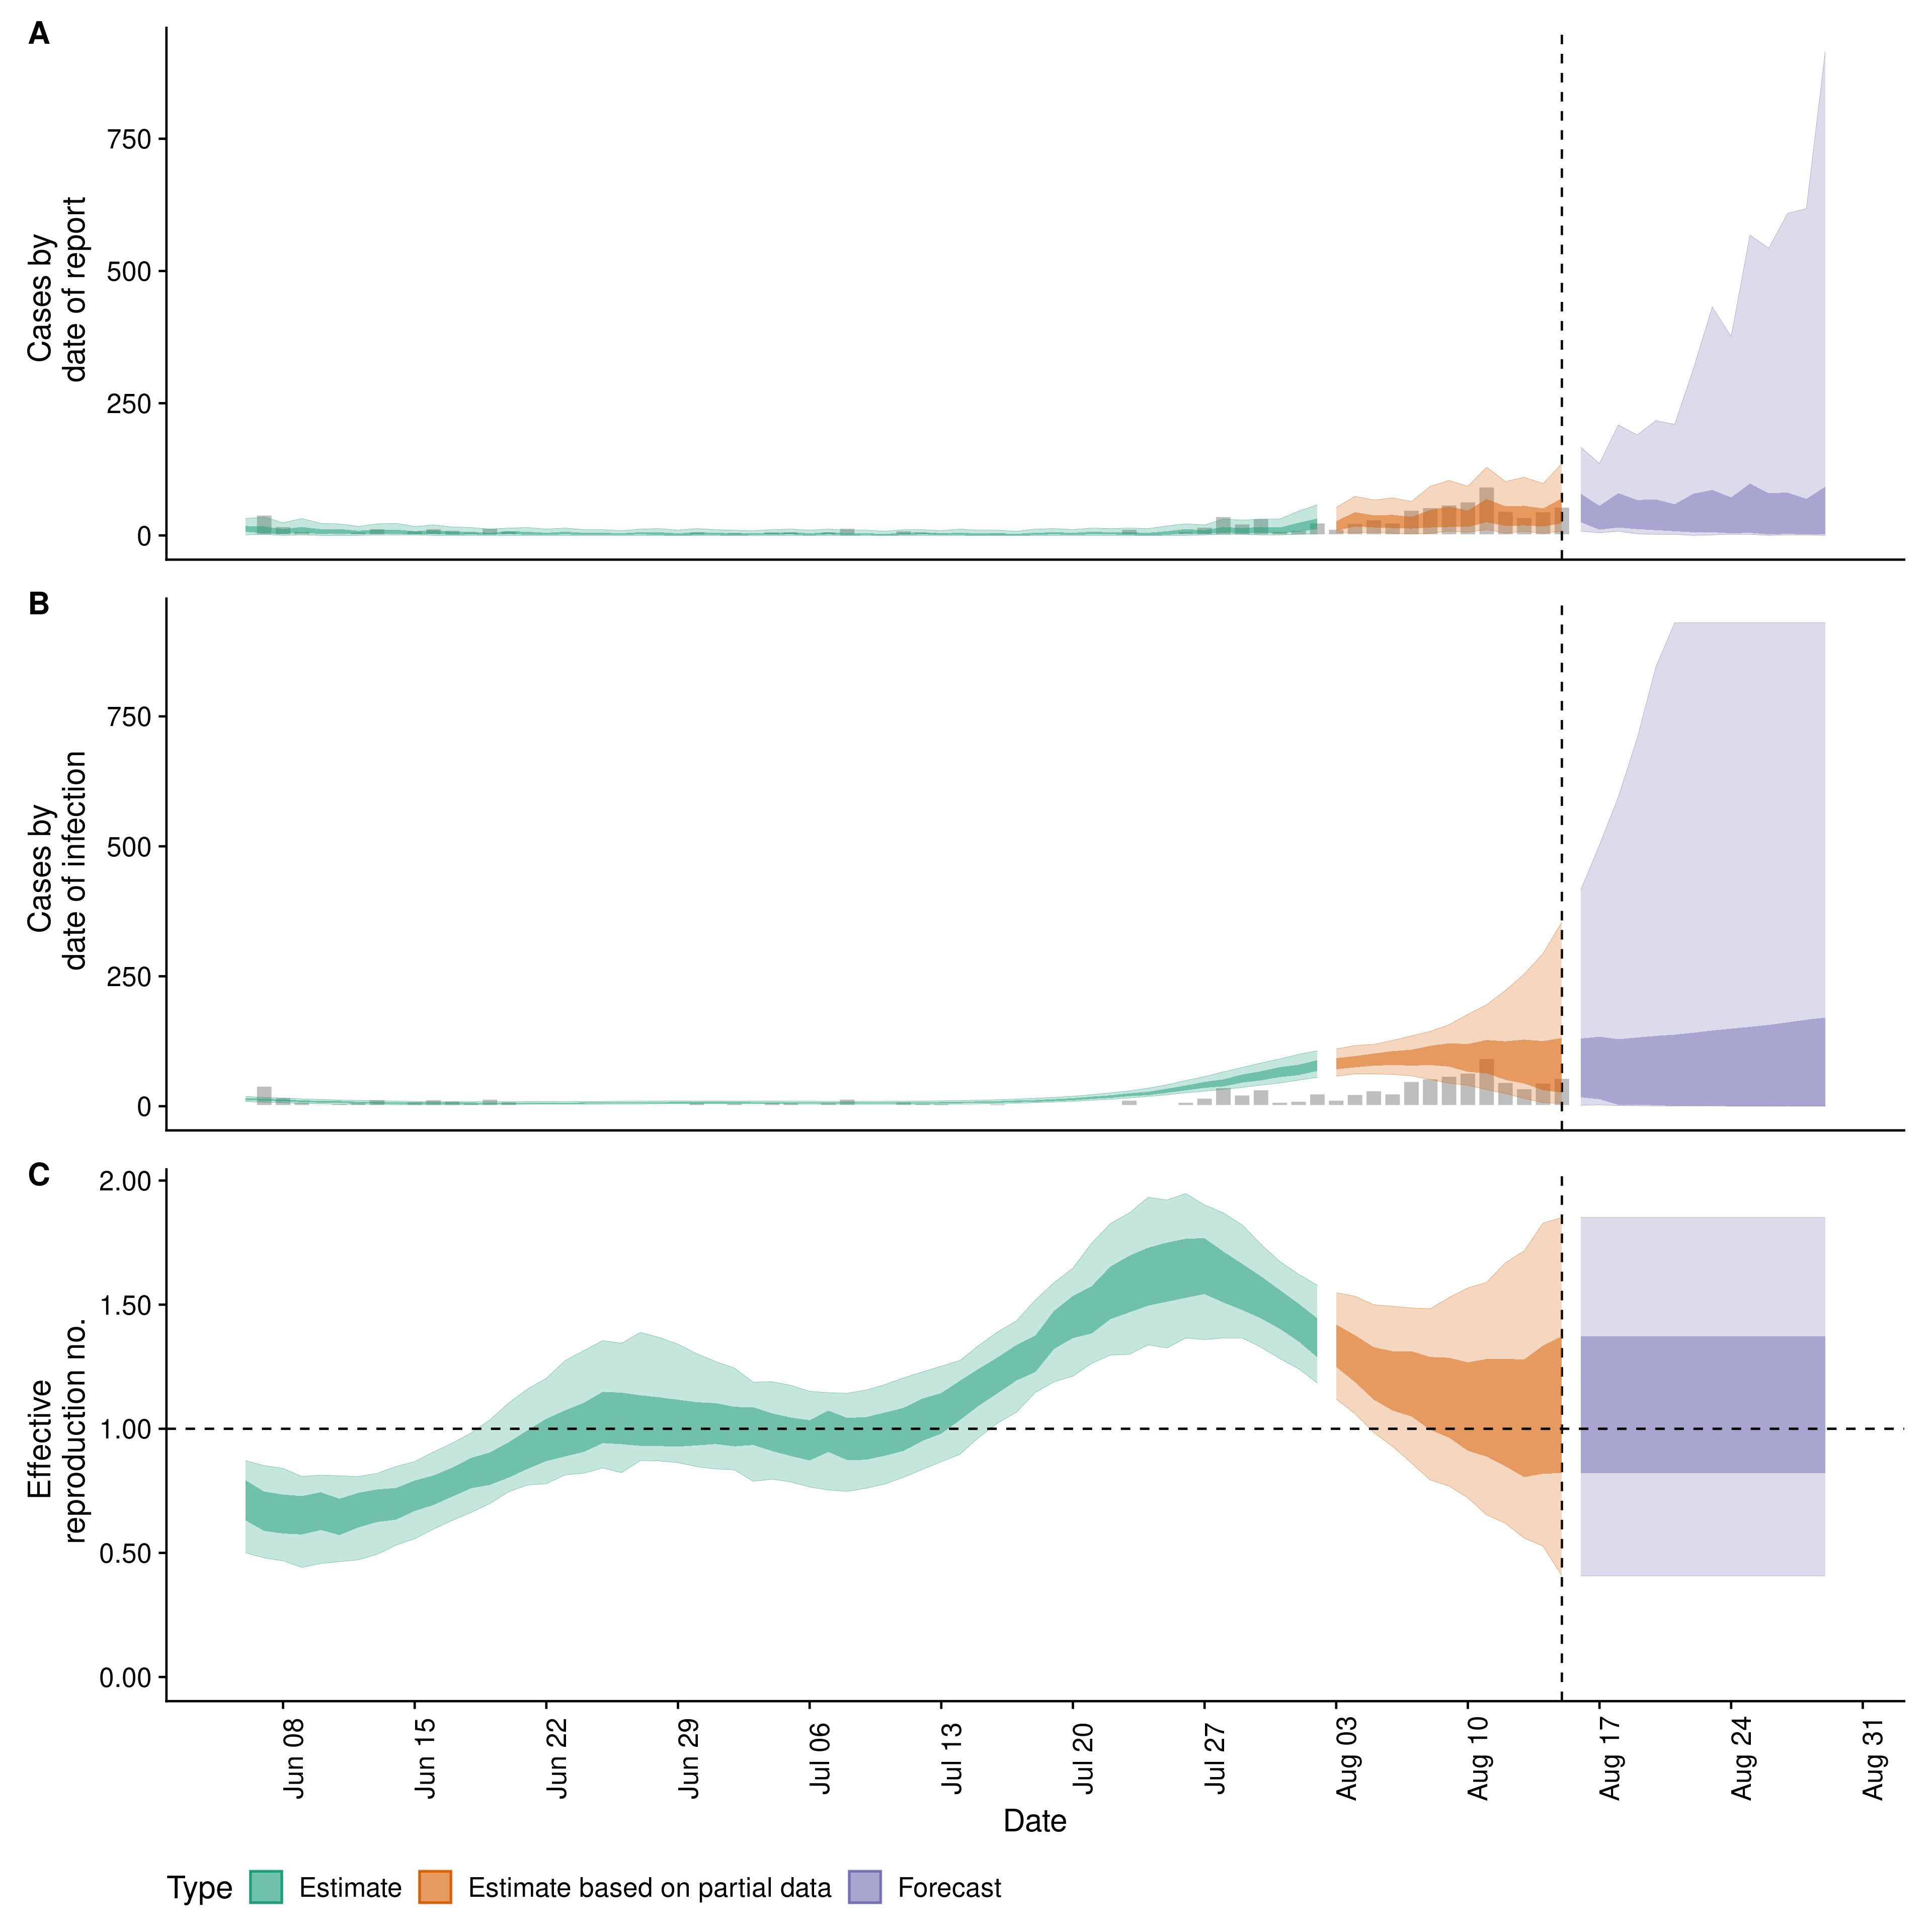 A
Cases by
date of report
750
500
250
0
B
Cases by
date of infection
750
500
250
0
C
Effective
reproduction no.
2.00
1.50
1.00
0.50
0.00
Jun 08
Jun 15
Jun 22
Jun 29
Jul 06
Jul 13
Jul 20
Jul 27
Aug 03
Aug 10
Aug 17
Aug 24
Aug 31
Date
Type Estimate Estimate based on partial data Forecast